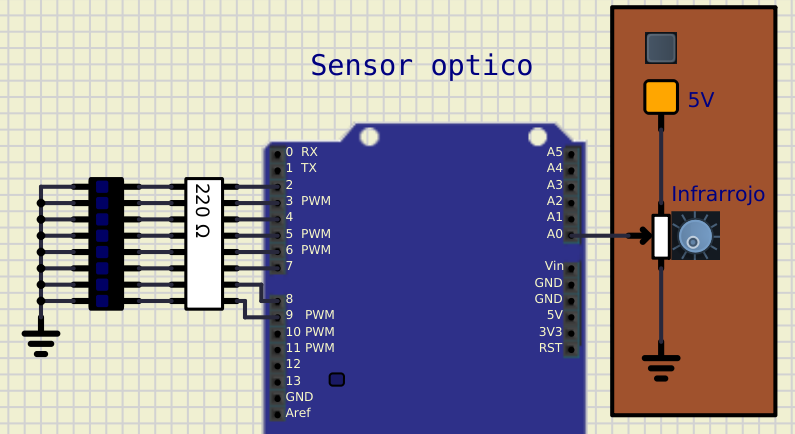 Sensor optico
5V
Infrarrojo
220 Ω
0 RX
1 TX
2
3 PWM
4
5 PWM
6 PWM
7
8
9 PWM
10 PWM
11 PWM
12
13
GND
Aref
A5
A4
A3
A2
A1
A0
Vin
GND
GND
5V
3V3
RST